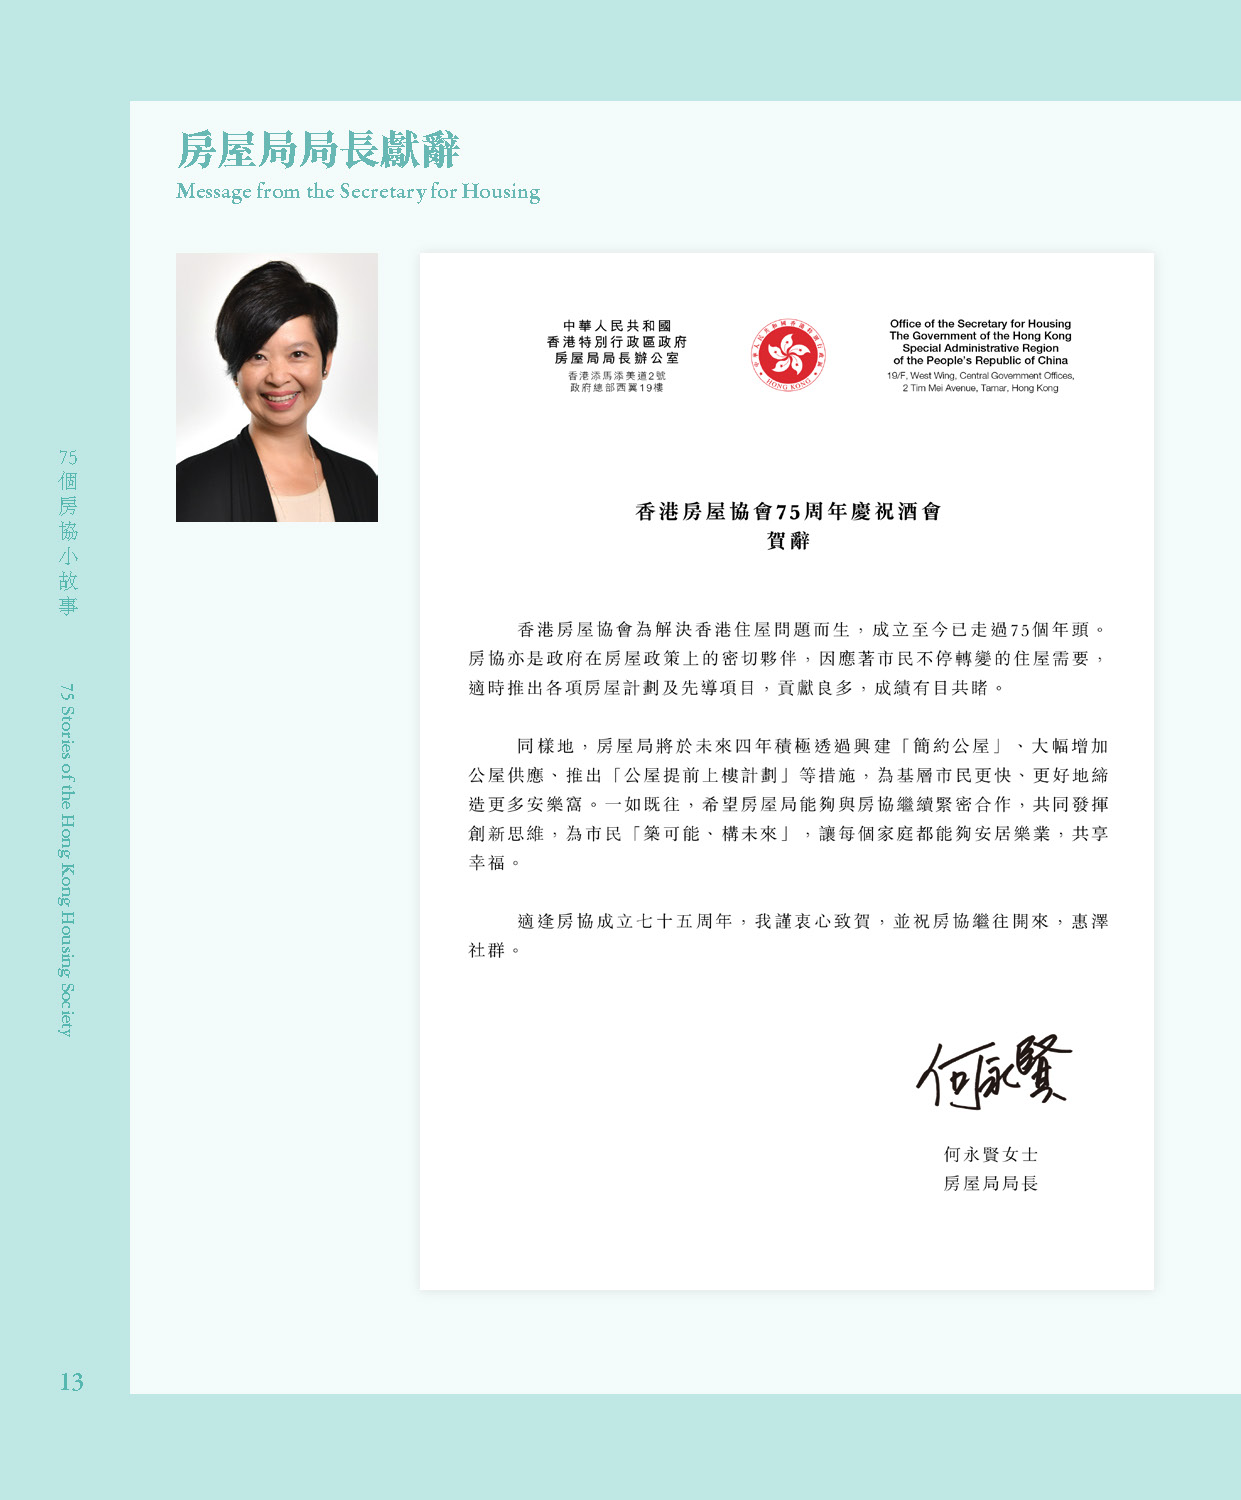 房屋局局長獻辭
Message from the Secretary for Housing
中華人民共和國
香港特別行政區政府
房屋局局長辦公室
香港添馬添美道2號
政府總部西翼19樓
中華人民共和國香港特別行政區
HONG KONG
Office of the Secretary for Housing
The Government of the Hong Kong
Special Administrative Region
of the People's Republic of China
19/F, West Wing, Central Government Offices,
2 Tim Mei Avenue, Tamar, Hong Kong
香港房屋協會75周年慶祝酒會
賀辭
香港房屋協會為解決香港住屋問題而生，成立至今已走過75個年頭。
房協亦是政府在房屋政策上的密切夥伴，因應著市民不停轉變的住屋需要，
適時推出各項房屋計劃及先導項目，貢獻良多，成績有目共睹。
同樣地，房屋局將於未來四年積極透過興建「簡約公屋」、大幅增加
公屋供應、推出「公屋提前上樓計劃」等措施，為基層市民更快、更好地締
造更多安樂窩。一如既往，希望房屋局能夠與房協繼續緊密合作，共同發揮
創新思維，為市民「築可能、構未來」，讓每個家庭都能夠安居樂業，共享
幸福。
適逢房協成立七十五周年，我謹衷心致賀，並祝房協繼往開來，惠澤
社群。
何永賢
何永賢女士
房屋局局長
75個房協小故事
75 Stories of the Hong Kong Housing Society
13